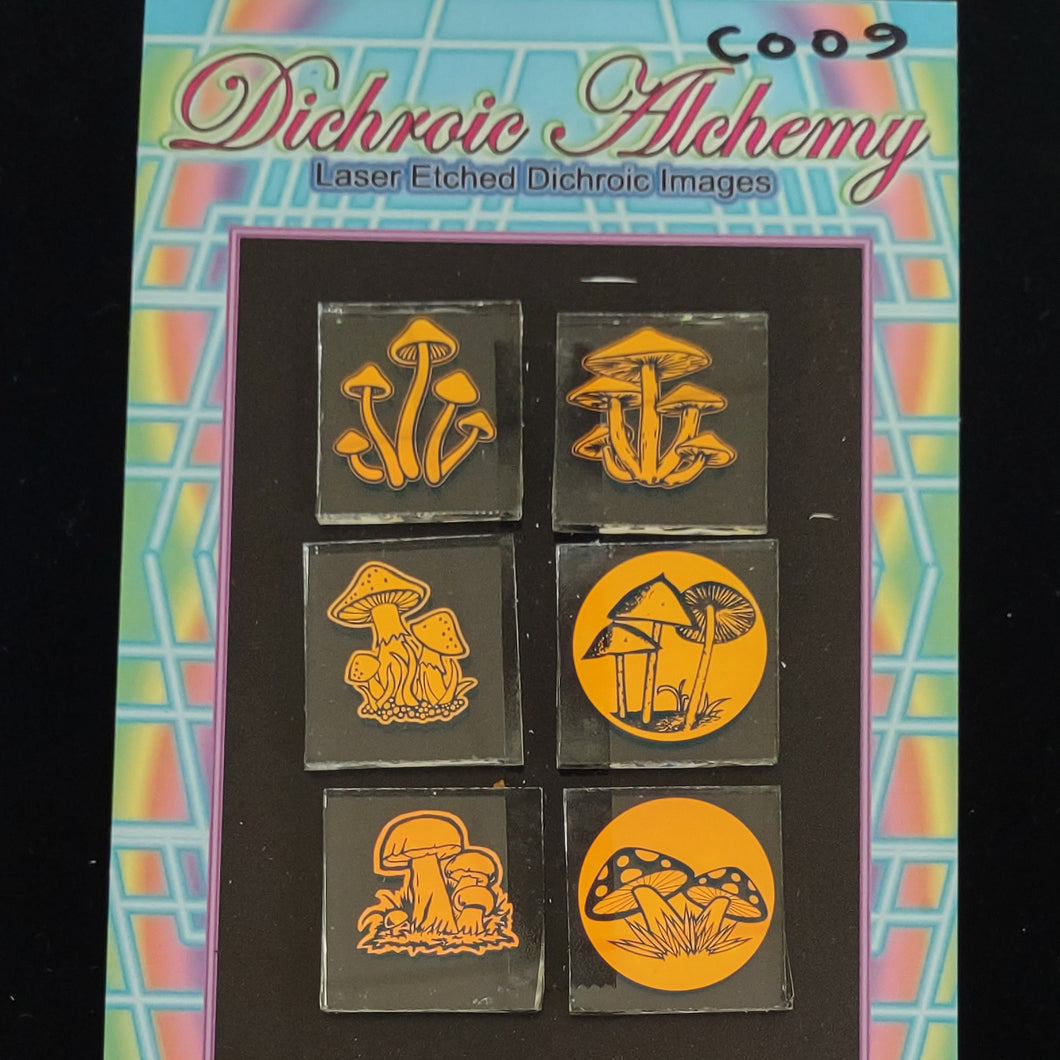 C009
Dichroic Alchemy
Laser Etched Dichroic Images